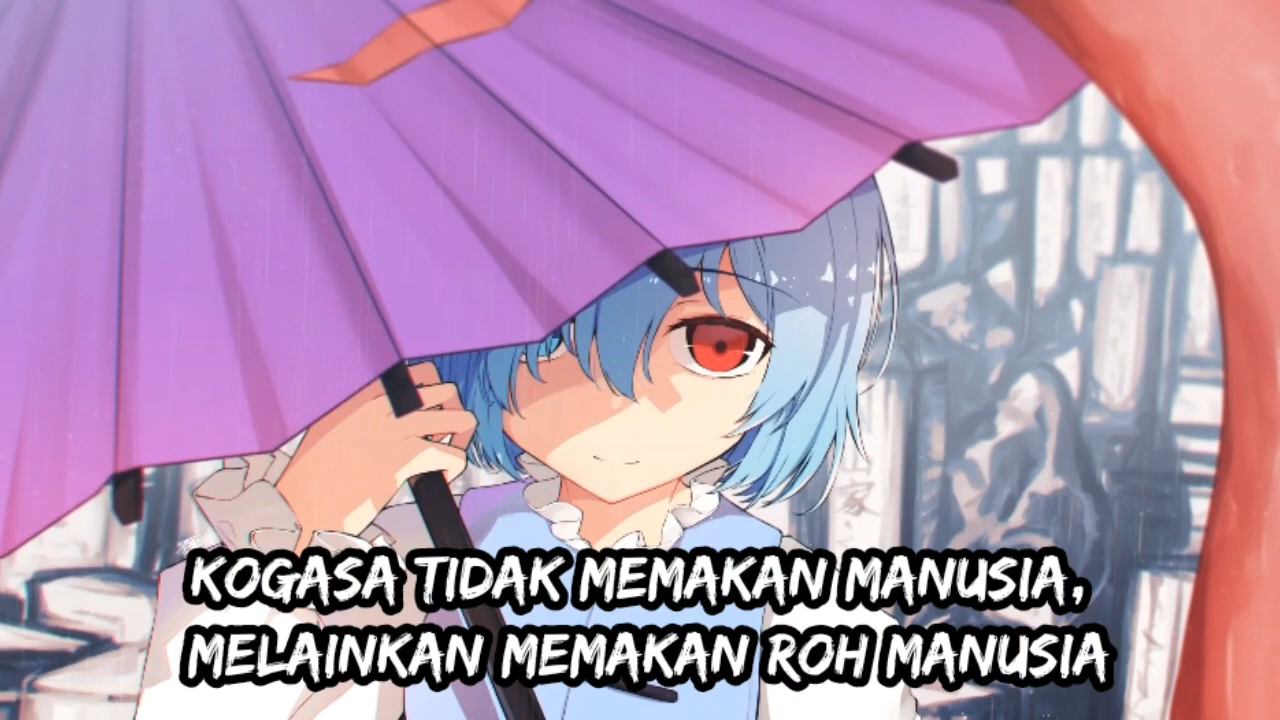 KOGASA TIDAK MEMAKAN MANUSIA,
MELAINKAN MEMAKAN ROH MANUSIA